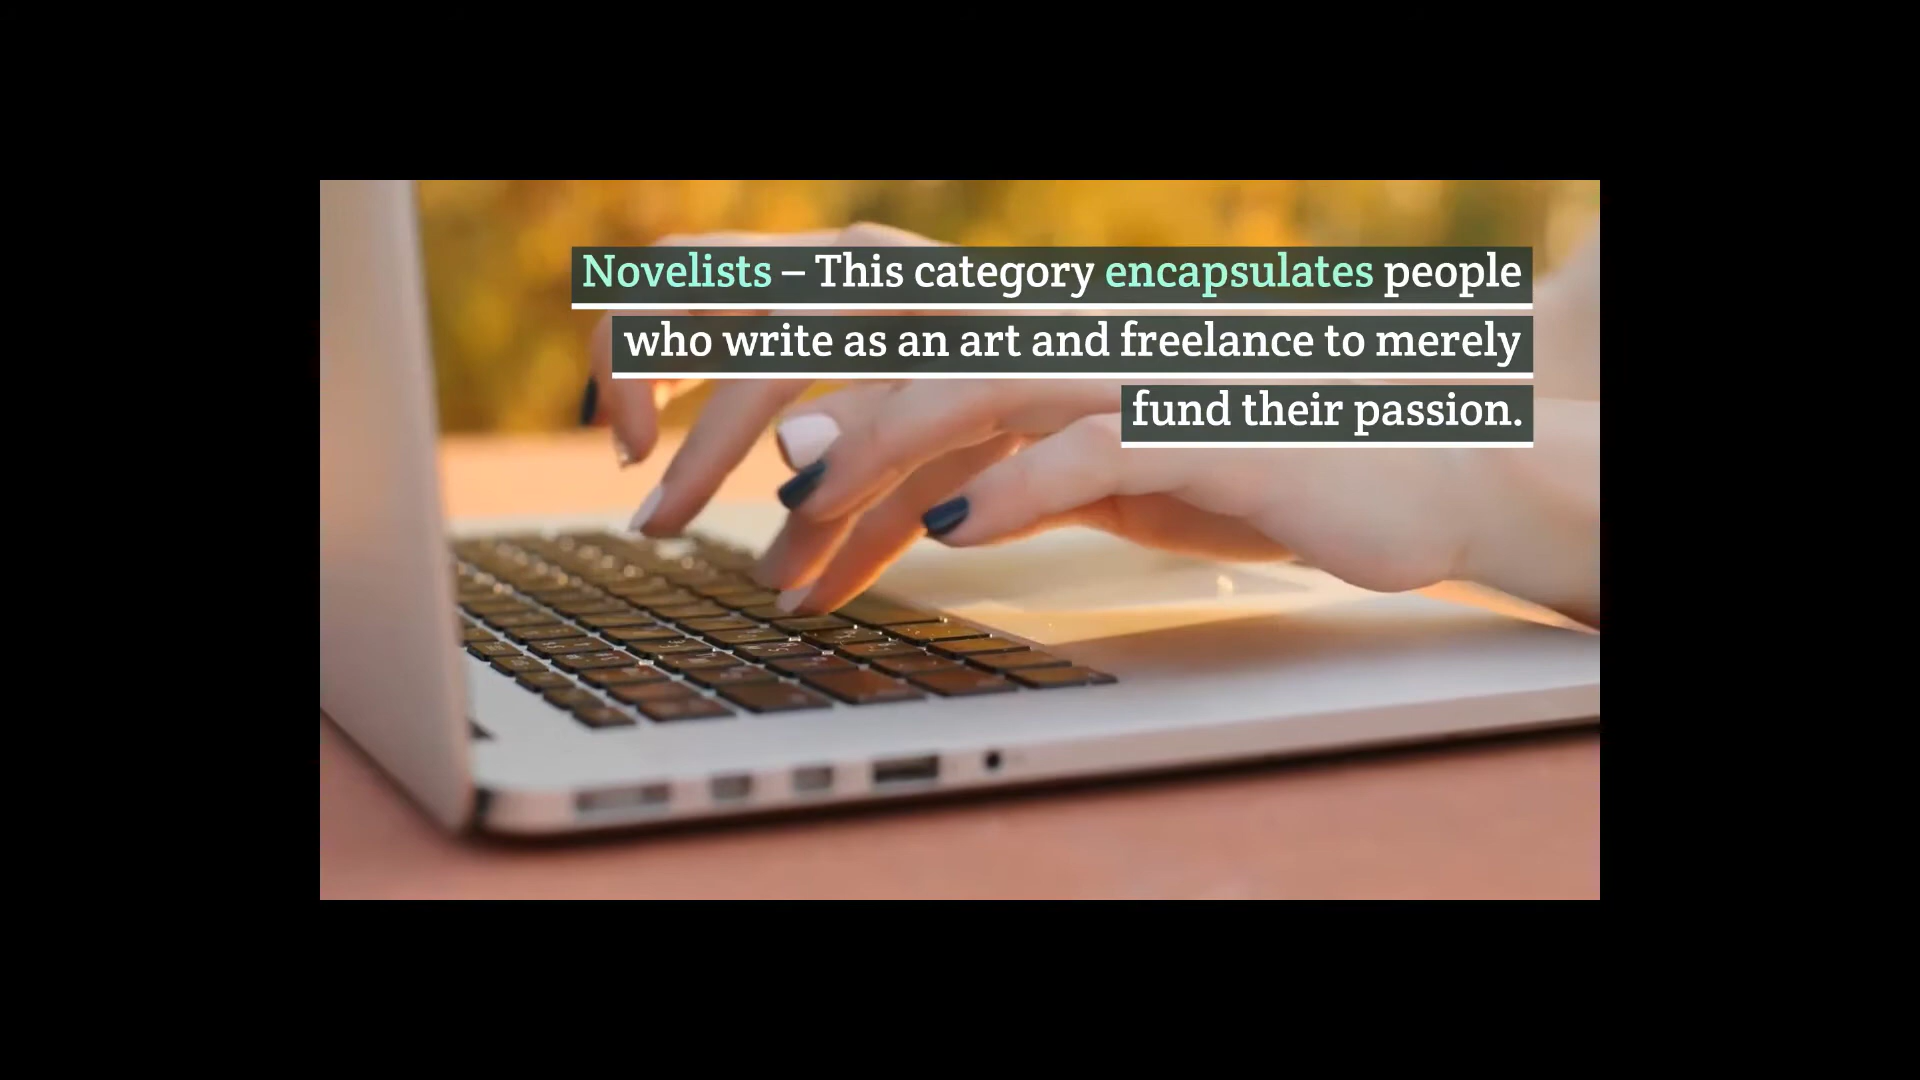 Novelists – This category encapsulates people
who write as an art and freelance to merely
fund their passion.